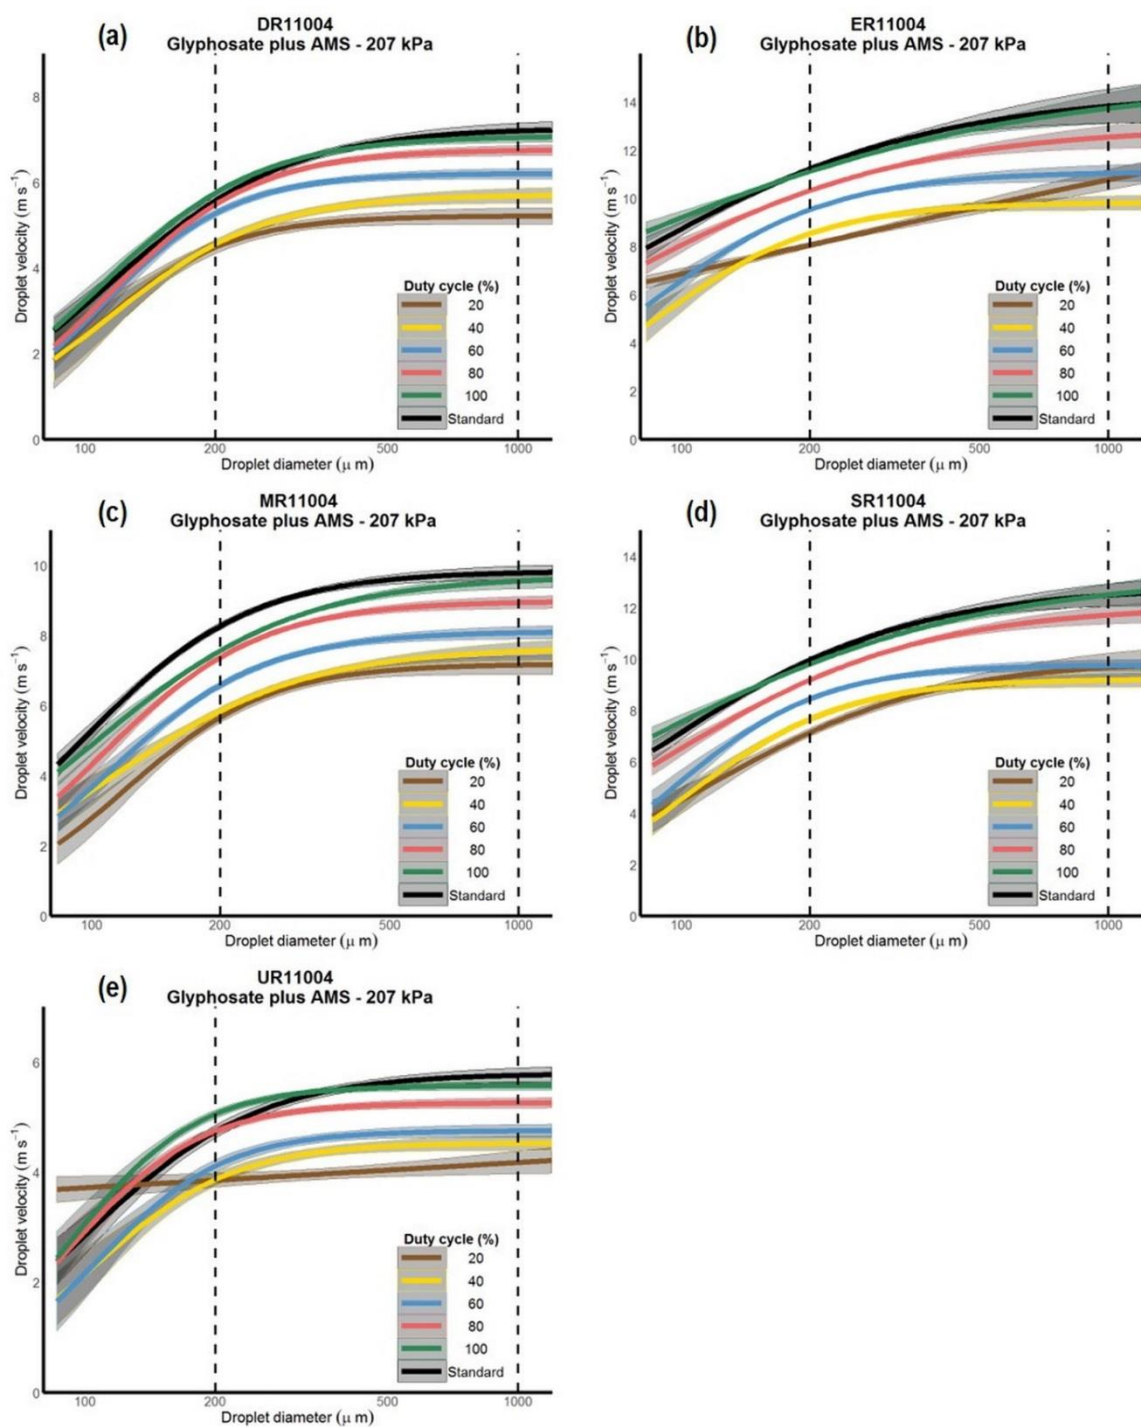 (a)
DR11004
Glyphosate plus AMS - 207 kPa
Droplet velocity (m s⁻¹)
8
6
4
2
0
100
200
500
1000
Droplet diameter (μ m)
Duty cycle (%)
20
40
60
80
100
Standard
(b)
ER11004
Glyphosate plus AMS - 207 kPa
Droplet velocity (m s⁻¹)
14
12
10
8
6
4
2
0
100
200
500
1000
Droplet diameter (μ m)
Duty cycle (%)
20
40
60
80
100
Standard
(c)
MR11004
Glyphosate plus AMS - 207 kPa
Droplet velocity (m s⁻¹)
10
8
6
4
2
0
100
200
500
1000
Droplet diameter (μ m)
Duty cycle (%)
20
40
60
80
100
Standard
(d)
SR11004
Glyphosate plus AMS - 207 kPa
Droplet velocity (m s⁻¹)
14
12
10
8
6
4
2
0
100
200
500
1000
Droplet diameter (μ m)
Duty cycle (%)
20
40
60
80
100
Standard
(e)
UR11004
Glyphosate plus AMS - 207 kPa
Droplet velocity (m s⁻¹)
6
4
2
0
100
200
500
1000
Droplet diameter (μ m)
Duty cycle (%)
20
40
60
80
100
Standard